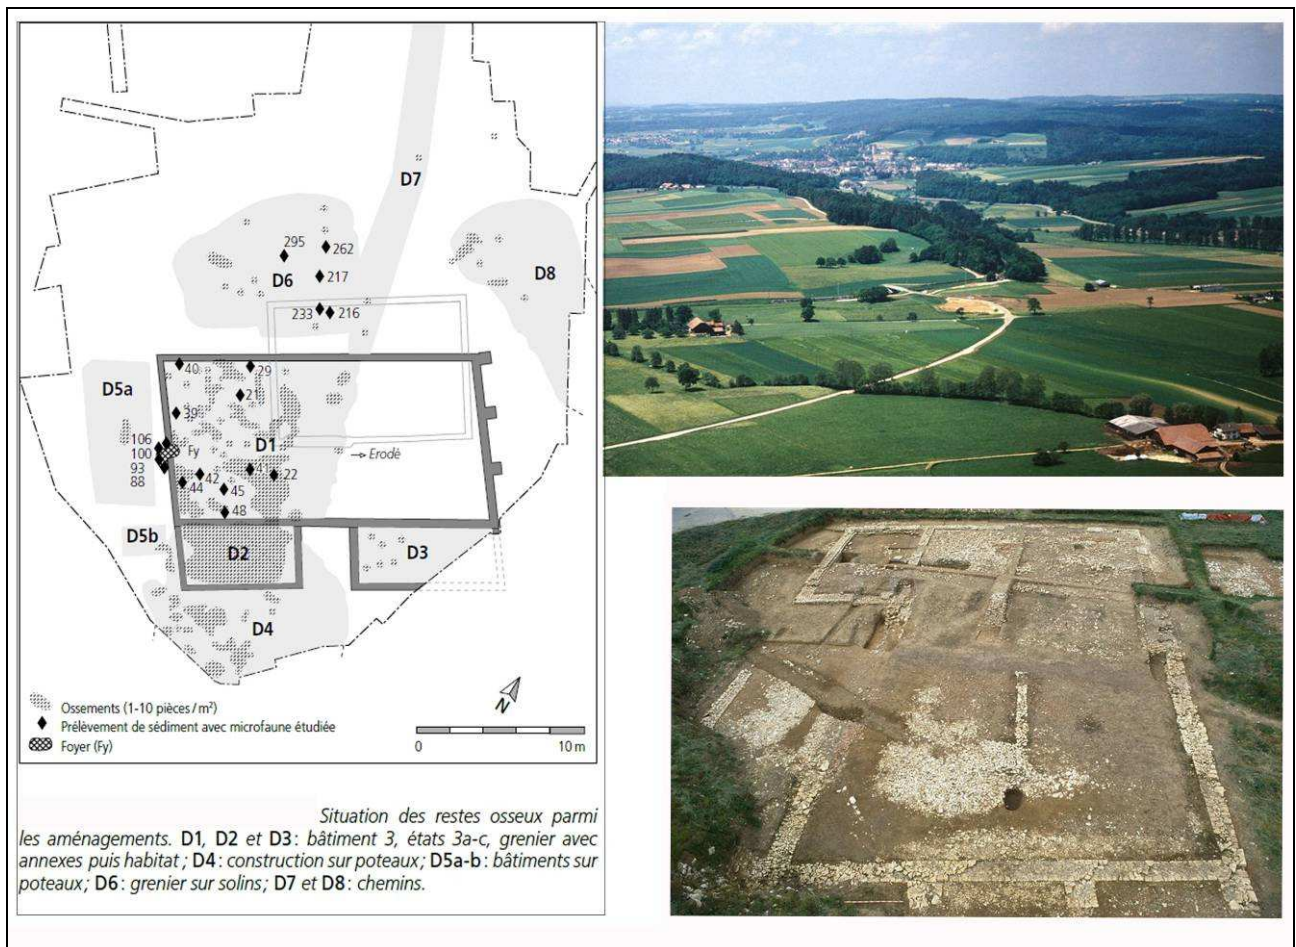 D7
295
262
D6
217
D8
233
216
40
29
D5a
21
39
106
Fy
D1
Erodé
100
93
41
22
42
88
44
45
48
D5b
D2
D3
D4
Ossements (1-10 pièces / m²)
Prélèvement de sédiment avec microfaune étudiée
Foyer (Fy)
N
0
10 m
Situation des restes osseux parmi
les aménagements. D1, D2 et D3 : bâtiment 3, états 3a-c, grenier avec
annexes puis habitat ; D4 : construction sur poteaux ; D5a-b : bâtiments sur
poteaux ; D6 : grenier sur solins ; D7 et D8 : chemins.